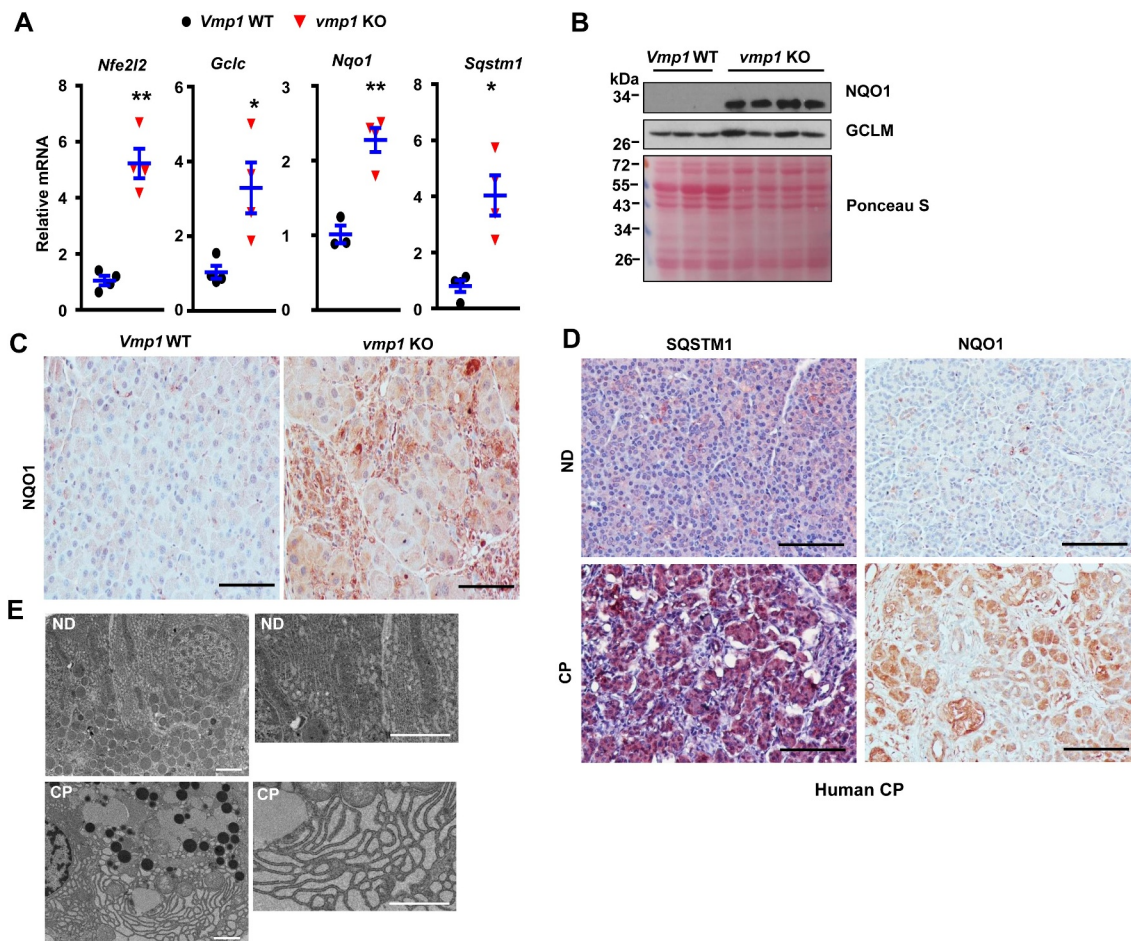 A
Vmp1 WT
vmp1 KO
Nfe2l2
Gclc
Nqo1
Sqstm1
Relative mRNA
8
6
4
2
0
**
6
4
2
0
*
3
2
1
0
**
8
6
4
2
0
*
B
Vmp1 WT
vmp1 KO
kDa
34
NQO1
26
GCLM
72
55
43
34
26
Ponceau S
C
Vmp1 WT
vmp1 KO
NQO1
D
SQSTM1
NQO1
ND
CP
Human CP
E
ND
ND
CP
CP